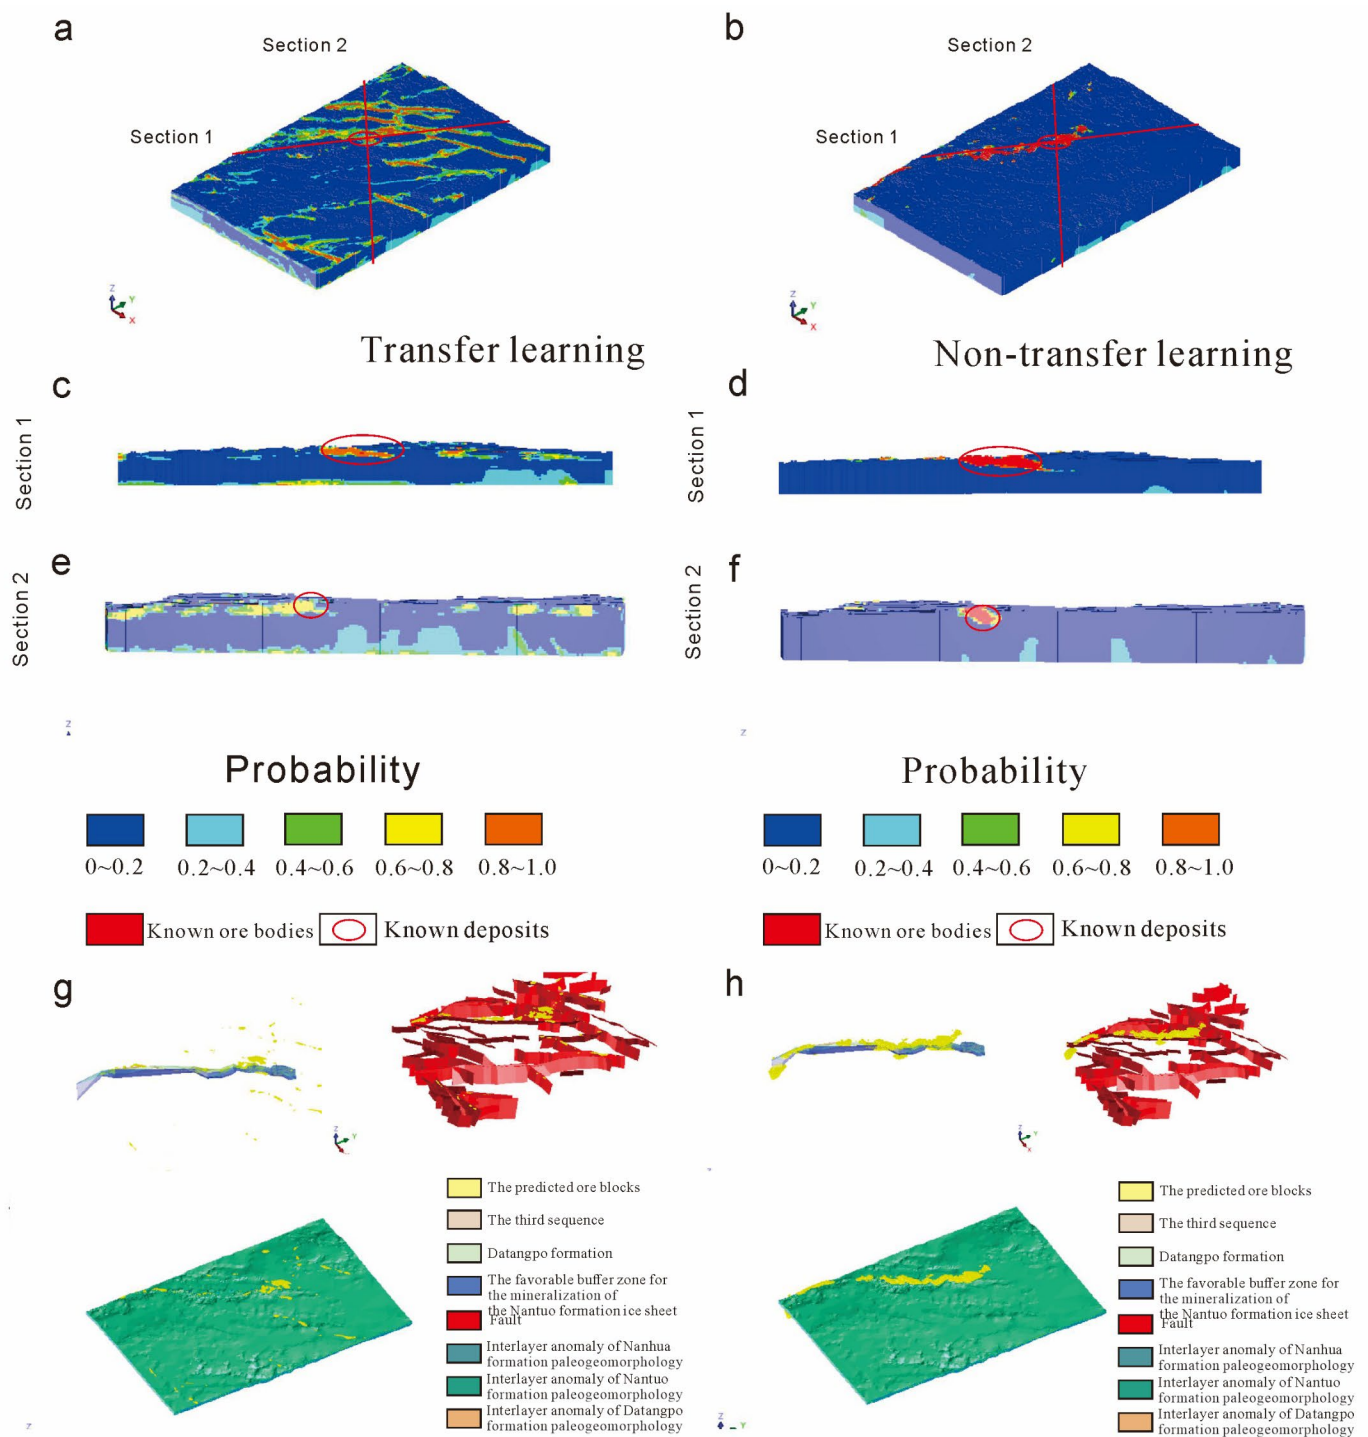 a
b
Section 2
Section 2
Section 1
Section 1
Z
Y
X
Z
Y
X
Transfer learning
Non-transfer learning
c
d
Section 1
Section 1
e
f
Section 2
Section 2
Z
Z
Probability
Probability
0~0.2
0.2~0.4
0.4~0.6
0.6~0.8
0.8~1.0
0~0.2
0.2~0.4
0.4~0.6
0.6~0.8
0.8~1.0
Known ore bodies
Known deposits
Known ore bodies
Known deposits
g
h
Z
Y
Z
Y
X
The predicted ore blocks
The third sequence
Datangpo formation
The favorable buffer zone for
the mineralization of
the Nantuo formation ice sheet
Fault
Interlayer anomaly of Nanhua
formation paleogeomorphology
Interlayer anomaly of Nantuo
formation paleogeomorphology
Interlayer anomaly of Datangpo
formation paleogeomorphology
Z
The predicted ore blocks
The third sequence
Datangpo formation
The favorable buffer zone for
the mineralization of
the Nantuo formation ice sheet
Fault
Interlayer anomaly of Nanhua
formation paleogeomorphology
Interlayer anomaly of Nantuo
formation paleogeomorphology
Interlayer anomaly of Datangpo
formation paleogeomorphology
Z
Y